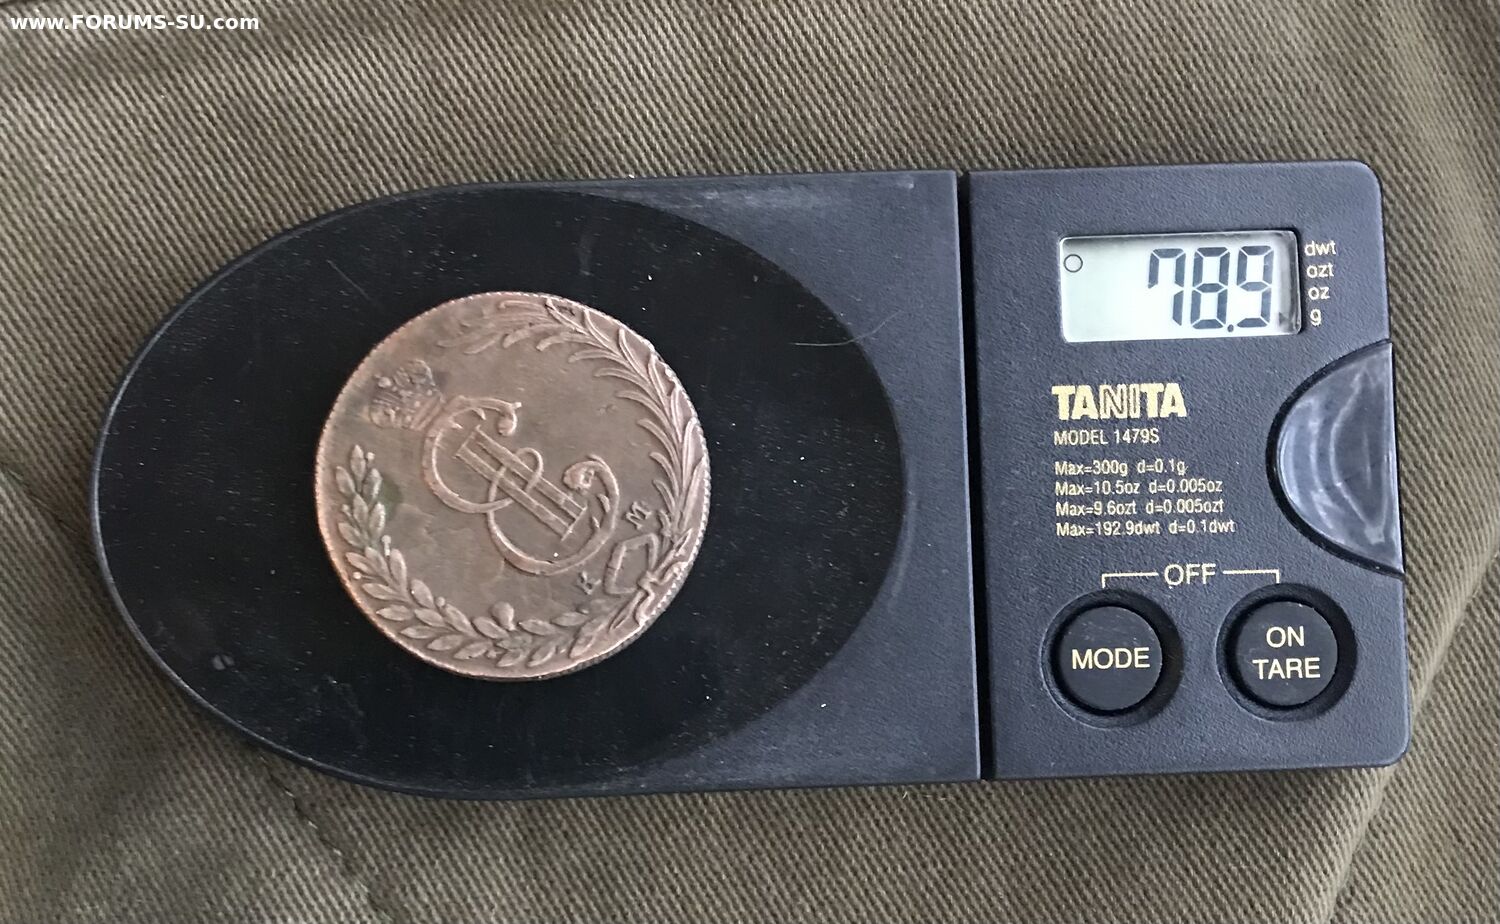 www.FORUMS-SU.com
78.9
dwt
ozt
oz
g
TANITA
MODEL 1479S
Max=300g d=0.1g
Max=10.5oz d=0.005oz
Max=9.6ozt d=0.005ozt
Max=192.9dwt d=0.1dwt
OFF
MODE
ON
TARE
К М